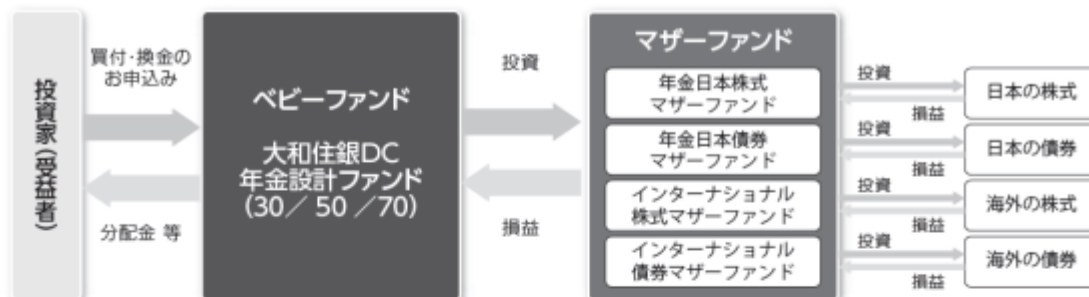 投資家（受益者）
買付・換金の
お申込み
分配金 等
ベビーファンド
大和住銀DC
年金設計ファンド
（30／ 50 ／70）
投資
損益
マザーファンド
年金日本株式
マザーファンド
年金日本債券
マザーファンド
インターナショナル
株式マザーファンド
インターナショナル
債券マザーファンド
投資
損益
日本の株式
投資
損益
日本の債券
投資
損益
海外の株式
投資
損益
海外の債券